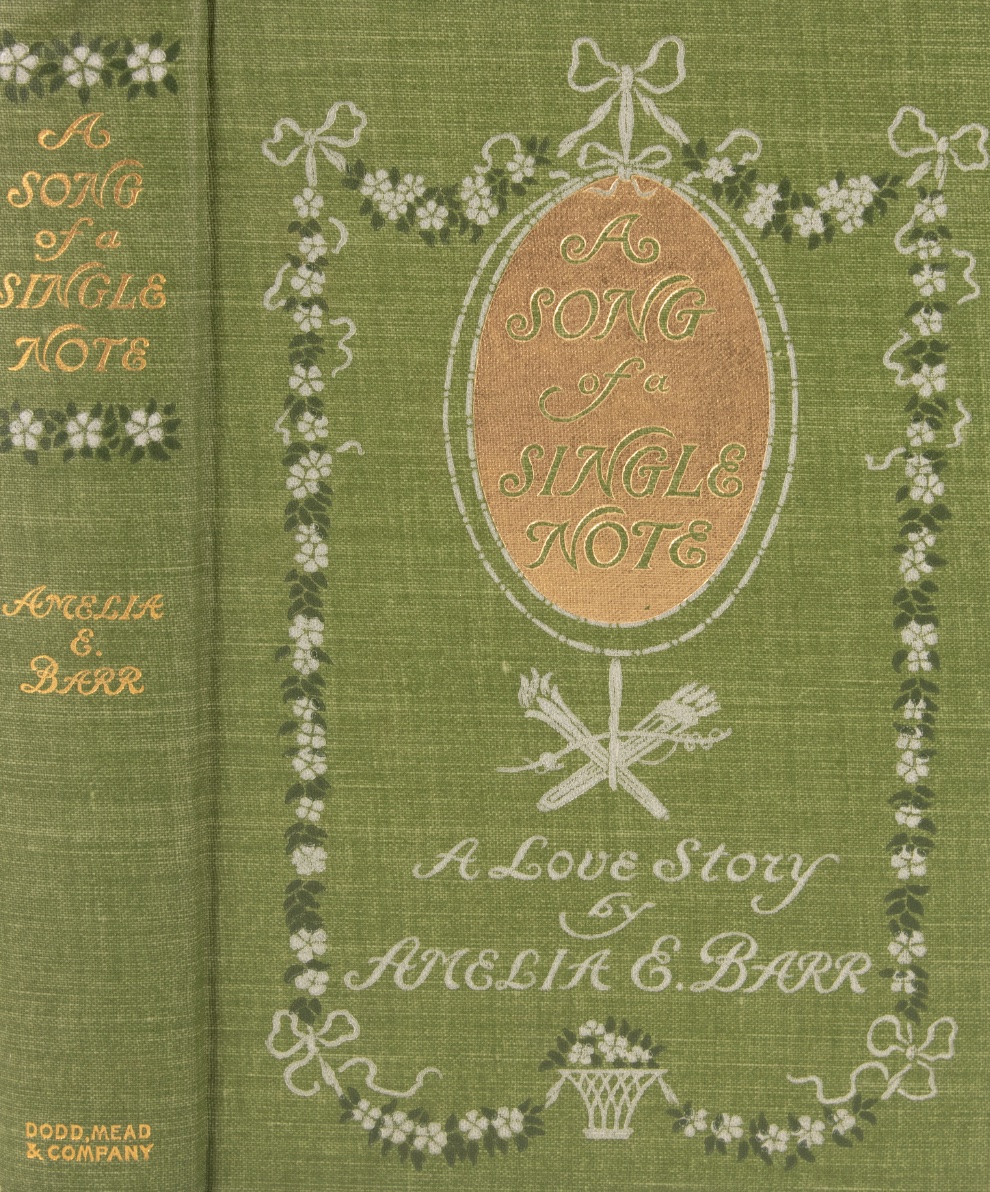 A
SONG
of a
SINGLE
NOTE
AMELIA
E.
BARR
DODD, MEAD
& COMPANY
A
SONG
of a
SINGLE
NOTE
A Love Story
by
AMELIA E. BARR